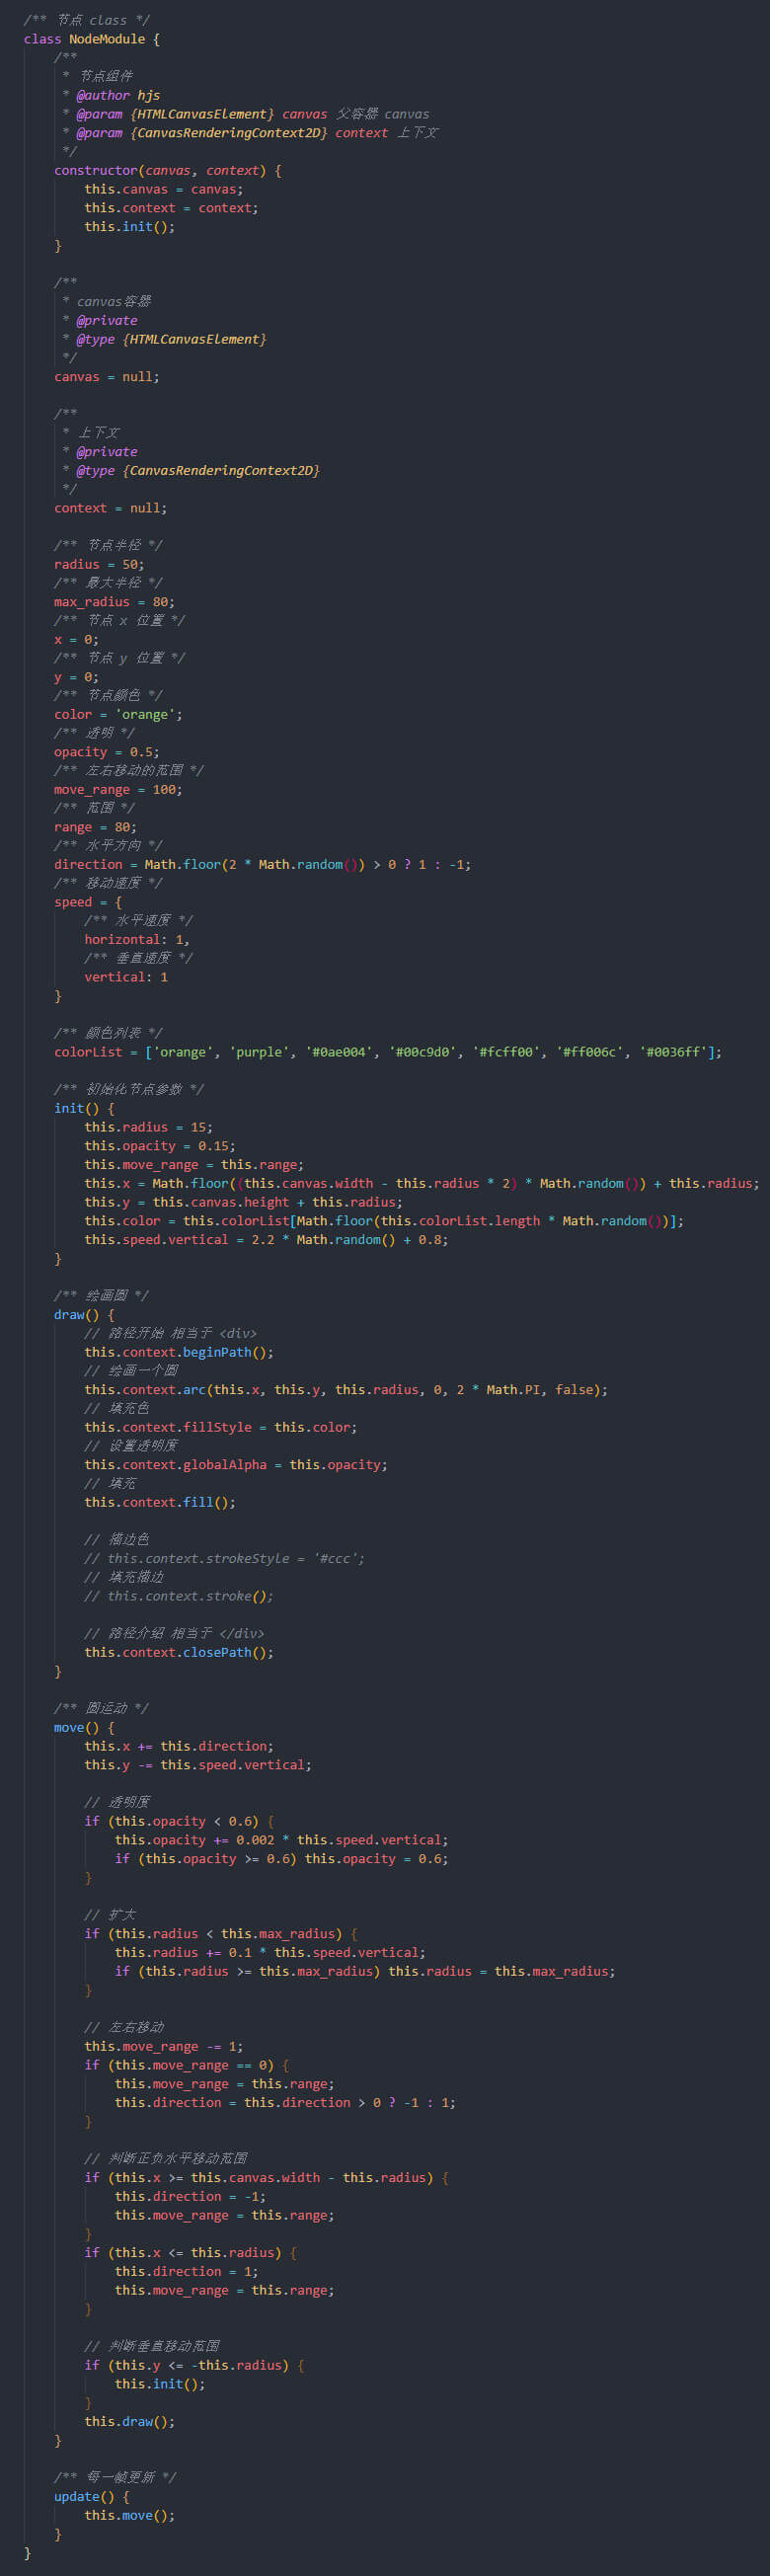 /** 节点 class */
class NodeModule {
    /**
     * 节点组件
     * @author hjs
     * @param {HTMLCanvasElement} canvas 父容器 canvas
     * @param {CanvasRenderingContext2D} context 上下文
     */
    constructor(canvas, context) {
        this.canvas = canvas;
        this.context = context;
        this.init();
    }

    /**
     * canvas容器
     * @private
     * @type {HTMLCanvasElement}
     */
    canvas = null;

    /**
     * 上下文
     * @private
     * @type {CanvasRenderingContext2D}
     */
    context = null;

    /** 节点半径 */
    radius = 50;
    /** 最大半径 */
    max_radius = 80;
    /** 节点 x 位置 */
    x = 0;
    /** 节点 y 位置 */
    y = 0;
    /** 节点颜色 */
    color = 'orange';
    /** 透明 */
    opacity = 0.5;
    /** 左右移动的范围 */
    move_range = 100;
    /** 范围 */
    range = 80;
    /** 水平方向 */
    direction = Math.floor(2 * Math.random()) > 0 ? 1 : -1;
    /** 移动速度 */
    speed = {
        /** 水平速度 */
        horizontal: 1,
        /** 垂直速度 */
        vertical: 1
    }

    /** 颜色列表 */
    colorList = ['orange', 'purple', '#0ae004', '#00c9d0', '#fcff00', '#ff006c', '#0036ff'];

    /** 初始化节点参数 */
    init() {
        this.radius = 15;
        this.opacity = 0.15;
        this.move_range = this.range;
        this.x = Math.floor((this.canvas.width - this.radius * 2) * Math.random()) + this.radius;
        this.y = this.canvas.height + this.radius;
        this.color = this.colorList[Math.floor(this.colorList.length * Math.random())];
        this.speed.vertical = 2.2 * Math.random() + 0.8;
    }

    /** 绘画圆 */
    draw() {
        // 路径开始 相当于 <div>
        this.context.beginPath();
        // 绘画一个圆
        this.context.arc(this.x, this.y, this.radius, 0, 2 * Math.PI, false);
        // 填充色
        this.context.fillStyle = this.color;
        // 设置透明度
        this.context.globalAlpha = this.opacity;
        // 填充
        this.context.fill();

        // 描边色
        // this.context.strokeStyle = '#ccc';
        // 填充描边
        // this.context.stroke();

        // 路径介绍 相当于 </div>
        this.context.closePath();
    }

    /** 圆运动 */
    move() {
        this.x += this.direction;
        this.y -= this.speed.vertical;

        // 透明度
        if (this.opacity < 0.6) {
            this.opacity += 0.002 * this.speed.vertical;
            if (this.opacity >= 0.6) this.opacity = 0.6;
        }

        // 扩大
        if (this.radius < this.max_radius) {
            this.radius += 0.1 * this.speed.vertical;
            if (this.radius >= this.max_radius) this.radius = this.max_radius;
        }

        // 左右移动
        this.move_range -= 1;
        if (this.move_range == 0) {
            this.move_range = this.range;
            this.direction = this.direction > 0 ? -1 : 1;
        }

        // 判断正负水平移动范围
        if (this.x >= this.canvas.width - this.radius) {
            this.direction = -1;
            this.move_range = this.range;
        }
        if (this.x <= this.radius) {
            this.direction = 1;
            this.move_range = this.range;
        }

        // 判断垂直移动范围
        if (this.y <= -this.radius) {
            this.init();
        }
        this.draw();
    }

    /** 每一帧更新 */
    update() {
        this.move();
    }
}